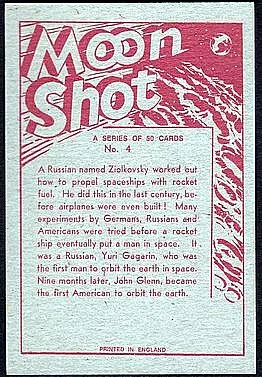 Moon
Shot
A SERIES OF 50 CARDS
No. 4
A Russian named Ziolkovsky worked out
how to propel spaceships with rocket
fuel. He did this in the last century, be-
fore airplanes were even built! Many
experiments by Germans, Russians and
Americans were tried before a rocket
ship eventually put a man in space. It
was a Russian, Yuri Gagarin, who was
the first man to orbit the earth in space.
Nine months later, John Glenn, became
the first American to orbit the earth.
PRINTED IN ENGLAND